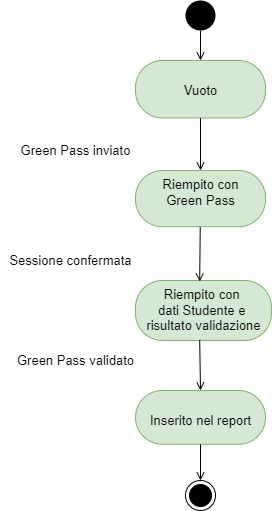 Vuoto
Green Pass inviato
Riempito con
Green Pass
Sessione confermata
Riempito con
dati Studente e
risultato validazione
Green Pass validato
Inserito nel report